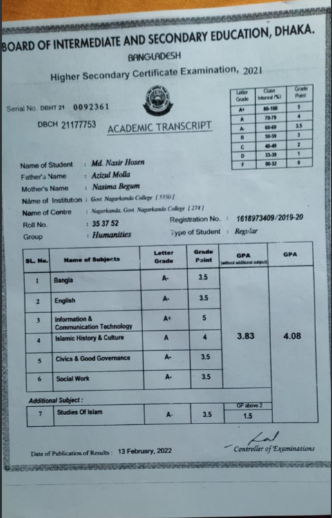 BOARD OF INTERMEDIATE AND SECONDARY EDUCATION, DHAKA.
BANGLADESH
Higher Secondary Certificate Examination, 2021
Serial No. DBHT 21 0092361
DBCH 21177753
ACADEMIC TRANSCRIPT
Letter Grade Class Interval (%) Grade Point
A+ 80-100 5
A 70-79 4
A- 60-69 3.5
B 50-59 3
C 40-49 2
D 33-39 1
F 00-32 0
Name of Student : Md. Nasir Hosen
Father's Name : Azizul Molla
Mother's Name : Nasima Begum
Name of Institution : Govt. Nagarkanda College [ 5350 ]
Name of Centre : Nagarkanda, Govt. Nagarkanda College [ 274 ]
Roll No. : 35 37 52 Registration No. : 1618973409/2019-20
Group : Humanities Type of Student : Regular
SL. No. Name of Subjects Letter Grade Grade Point GPA (without additional subject) GPA
1 Bangla A- 3.5
2 English A- 3.5
3 Information & Communication Technology A+ 5
4 Islamic History & Culture A 4
5 Civics & Good Governance A- 3.5
6 Social Work A- 3.5
3.83 4.08
Additional Subject :
7 Studies Of Islam A- 3.5 GP above 2
1.5
Date of Publication of Results : 13 February, 2022
Controller of Examinations